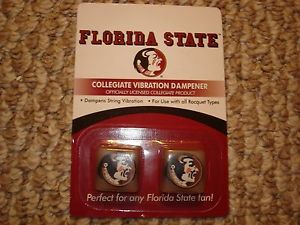 FLORIDA STATE
COLLEGIATE VIBRATION DAMPENER
OFFICIALLY LICENSED COLLEGIATE PRODUCT
• Dampens String Vibration • For Use with all Racquet Types
Perfect for any Florida State fan!